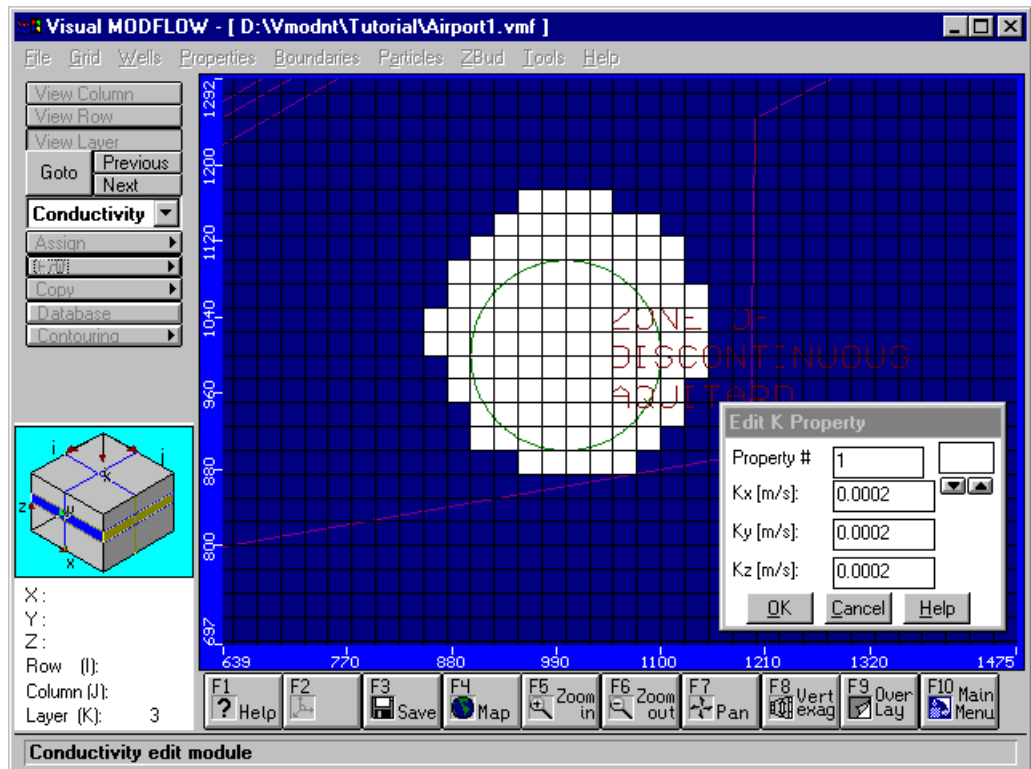 Visual MODFLOW - [ D:\Vmodnt\Tutorial\Airport1.vmf ]
File Grid Wells Properties Boundaries Particles ZBud Tools Help
View Column
View Row
View Layer
Goto
Previous
Next
Conductivity
Assign
Copy
Database
Contouring
i
j
k
z
y
x
X:
Y:
Z:
Row (I):
Column (J):
Layer (K): 3
1292
1200
1120
1040
960
880
800
697
ZONE J-
DISCONTINUOUS
AQUITARD
639 770 880 990 1100 1210 1320 1475
Edit K Property
Property # 1
Kx [m/s]: 0.0002
Ky [m/s]: 0.0002
Kz [m/s]: 0.0002
OK Cancel Help
F1 ? Help
F2
F3 Save
F4 Map
F5 Zoom in
F6 Zoom out
F7 Pan
F8 Vert exag
F9 Over Lay
F10 Main Menu
Conductivity edit module